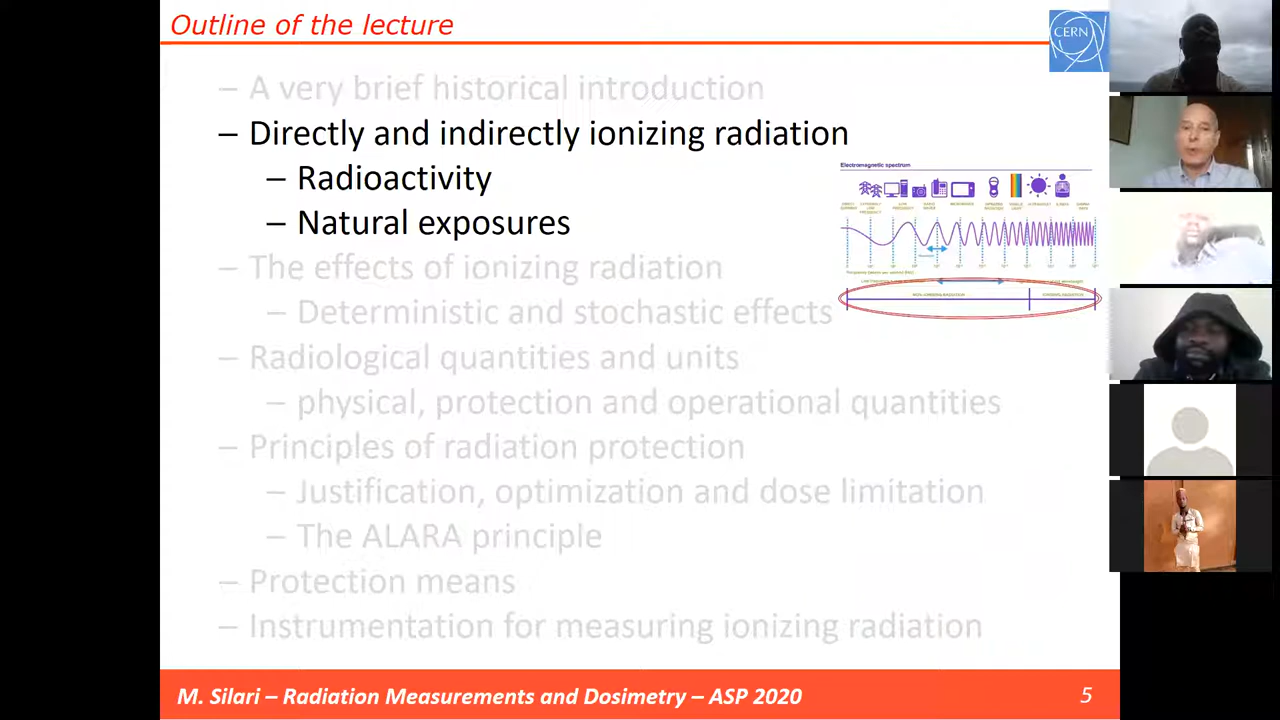 Outline of the lecture
CERN
– A very brief historical introduction
– Directly and indirectly ionizing radiation
– Radioactivity
– Natural exposures
Electromagnetic spectrum
– The effects of ionizing radiation
– Deterministic and stochastic effects
– Radiological quantities and units
– physical, protection and operational quantities
– Principles of radiation protection
– Justification, optimization and dose limitation
– The ALARA principle
– Protection means
– Instrumentation for measuring ionizing radiation
M. Silari – Radiation Measurements and Dosimetry – ASP 2020
5